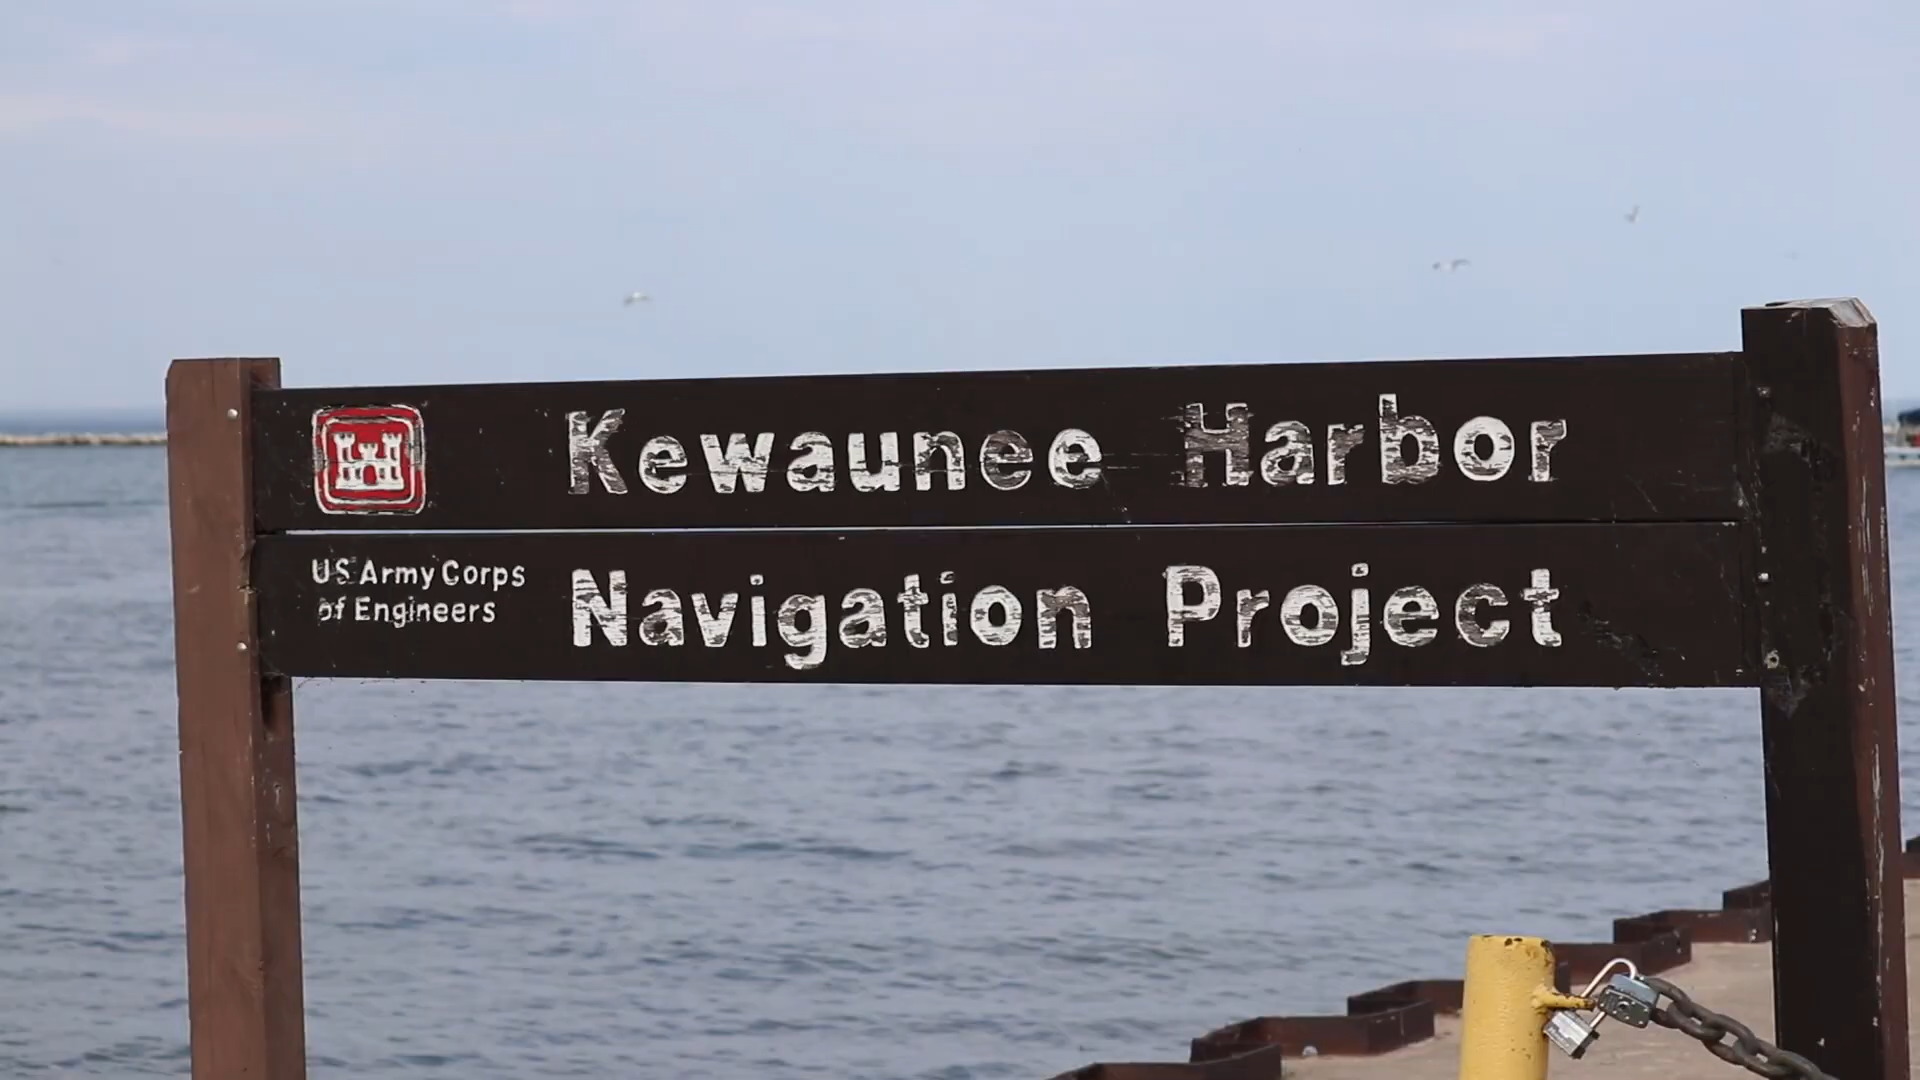 Kewaunee Harbor
Navigation Project
US Army Corps
of Engineers